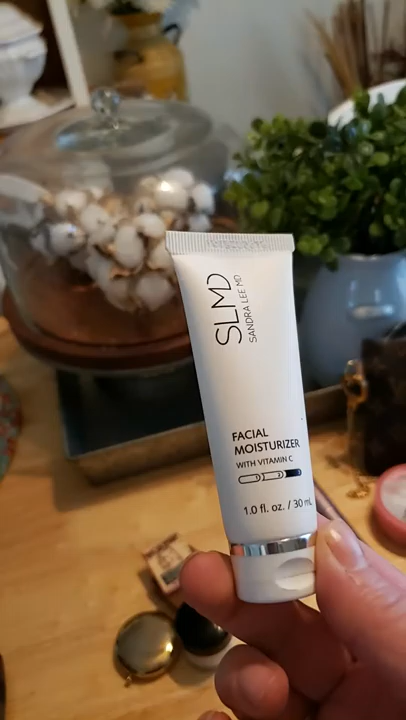 SLMD
SANDRA LEE MD
FACIAL
MOISTURIZER
WITH VITAMIN C
1.0 fl. oz. / 30 mL